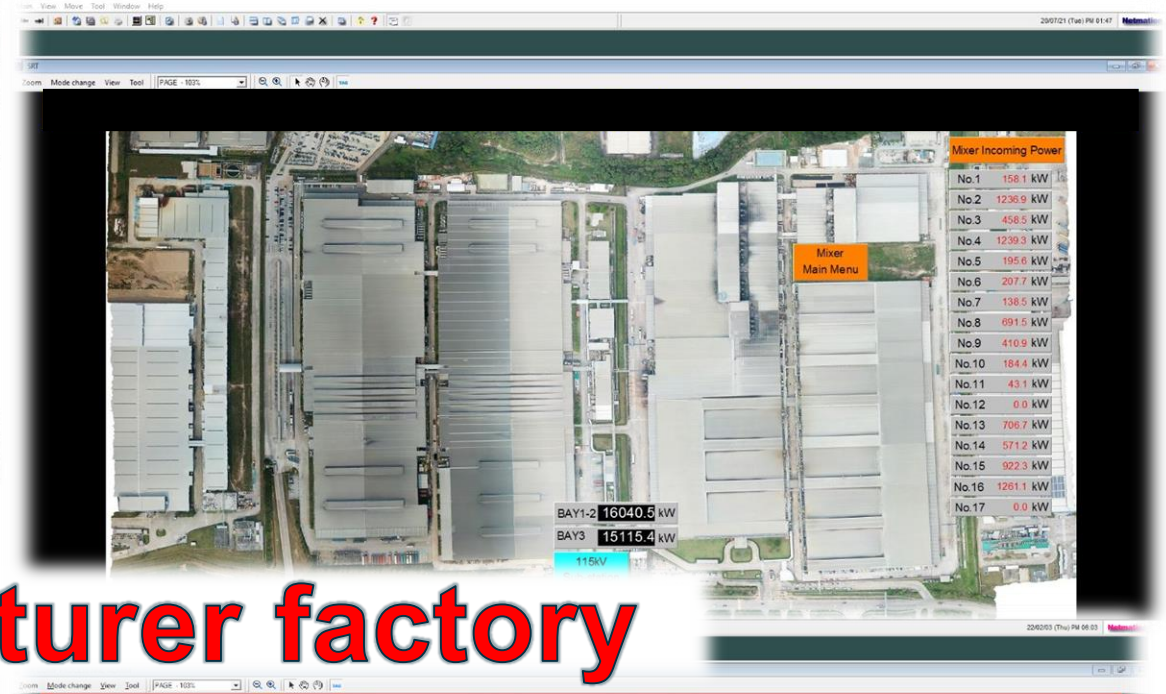 View Move Tool Window Help
20/07/21 (Tue) PM 01:47
SRT
Zoom Mode change View Tool PAGE - 103% TAG
Mixer Incoming Power
No.1 158.1 kW
No.2 1236.9 kW
No.3 458.5 kW
No.4 1239.3 kW
No.5 195.6 kW
No.6 207.7 kW
No.7 138.5 kW
No.8 691.5 kW
No.9 410.9 kW
No.10 184.4 kW
No.11 43.1 kW
No.12 0.0 kW
No.13 706.7 kW
No.14 571.2 kW
No.15 922.3 kW
No.16 1261.1 kW
No.17 0.0 kW
Mixer
Main Menu
BAY1-2 16040.5 kW
BAY3 15115.4 kW
115kV
turer factory
22/02/03 (Thu) PM 06:03
Zoom Mode change View Tool PAGE - 103%